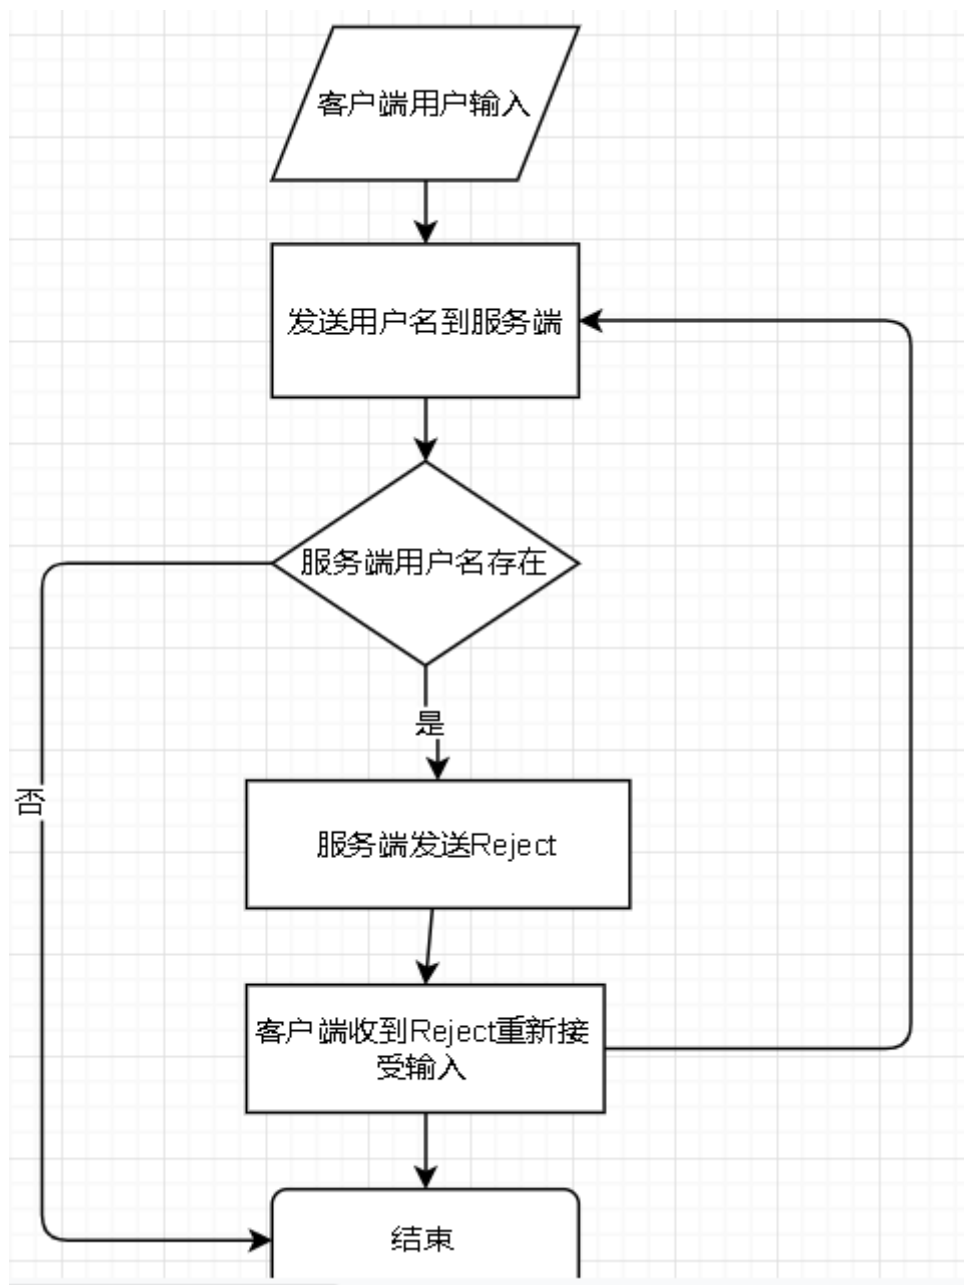 客户端用户输入
发送用户名到服务端
服务端用户名存在
是
否
服务端发送Reject
客户端收到Reject重新接
受输入
结束